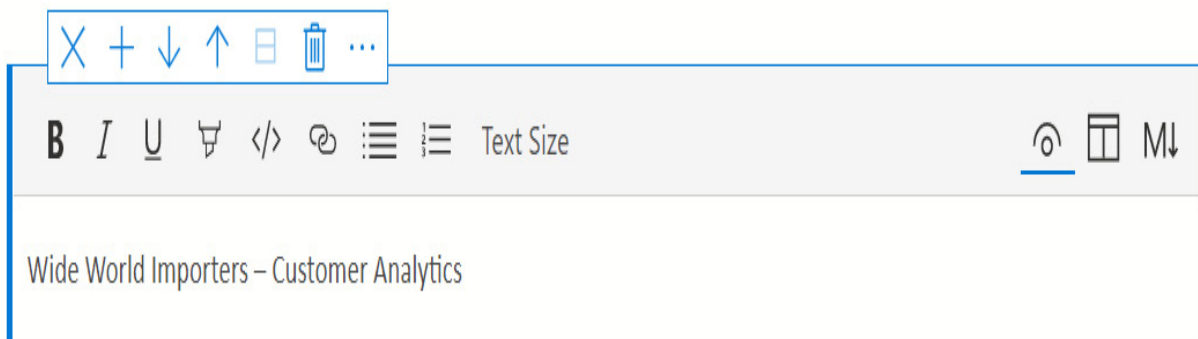 B I U </> Text Size M↓
Wide World Importers – Customer Analytics